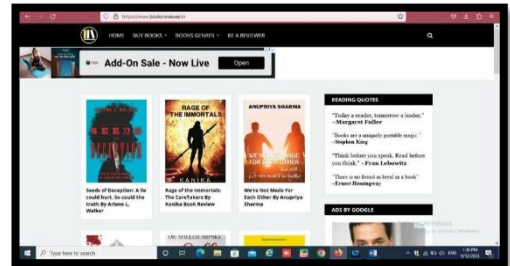 HOME BUY BOOKS BOOKS GENRES BE A REVIEWER
Add-On Sale - Now Live
Open
SEEDS
DECEPTION
RAGE OF
THE IMMORTALS
KANIKA
ANUPRIYA SHARMA
Seeds of Deception: A lie
could hurt. So could the
truth By Arlene L.
Walker
Rage of the Immortals:
The CareTakers By
Kanika Book Review
We're Not Made For
Each Other By Anupriya
Sharma
READING QUOTES
"Today a reader, tomorrow a leader."
–Margaret Fuller
"Books are a uniquely portable magic."
–Stephen King
"Think before you speak. Read before
you think." –Fran Lebowitz
"There is no friend as loyal as a book"
–Ernest Hemingway
ADS BY GOOGLE
Type here to search
ENG